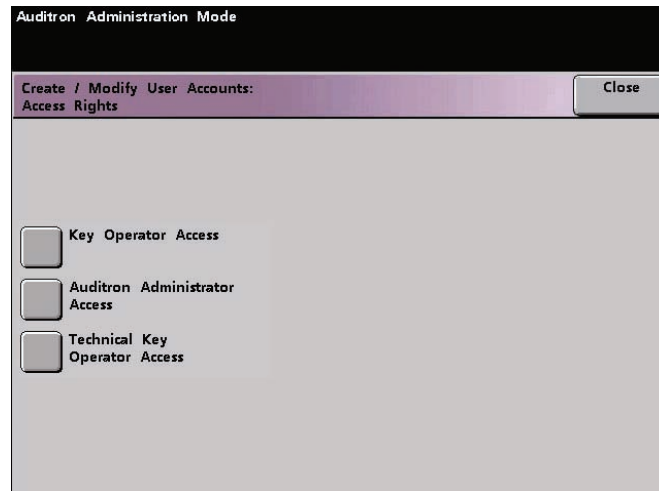 Auditron Administration Mode
Create / Modify User Accounts:
Access Rights
Close
Key Operator Access
Auditron Administrator
Access
Technical Key
Operator Access